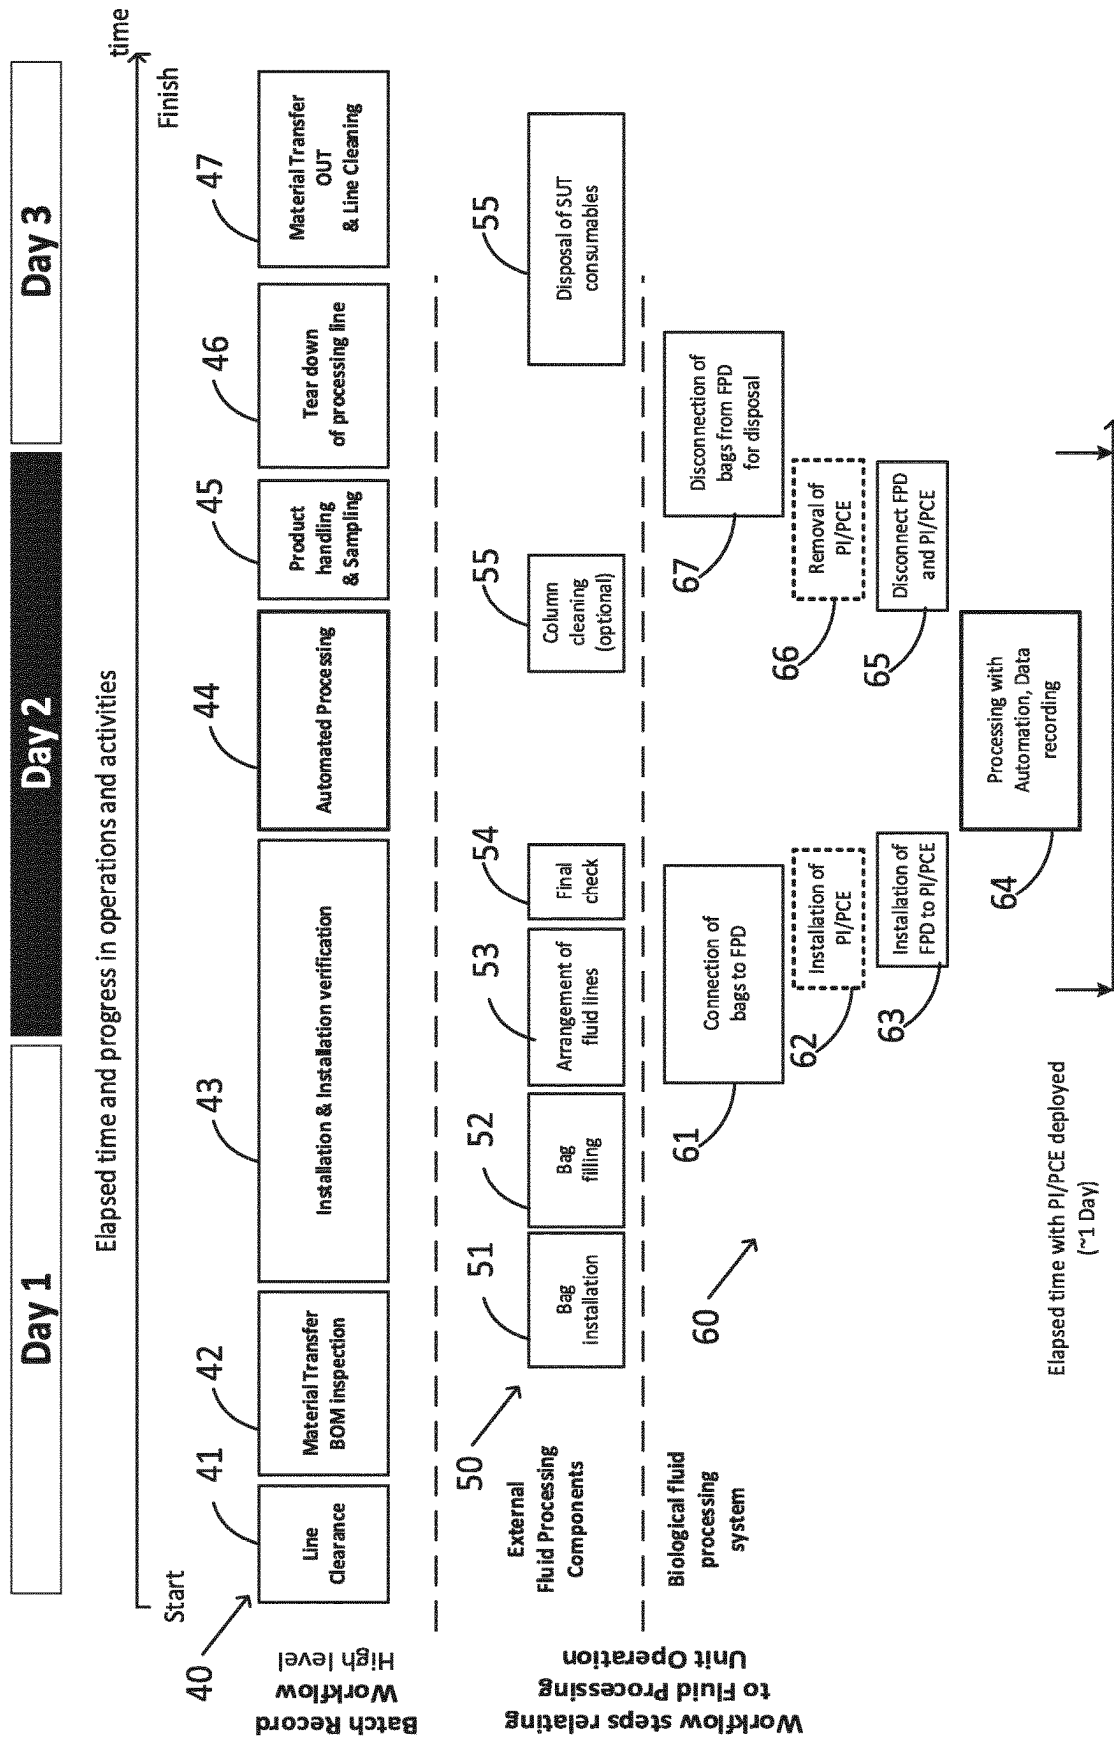 Day 1
Day 2
Day 3
Elapsed time and progress in operations and activities
time
Start
Finish
Batch Record
Workflow
High level
40
41
42
43
44
45
46
47
Line
Clearance
Material Transfer
BOM inspection
Installation & Installation verification
Automated Processing
Product
handling
& Sampling
Tear down
of processing line
Material Transfer
OUT
& Line Cleaning
Workflow steps relating
to Fluid Processing
Unit Operation
External
Fluid Processing
Components
50
51
52
53
54
55
55
Bag
installation
Bag
filling
Arrangement of
fluid lines
Final
check
Column
cleaning
(optional)
Disposal of SUT
consumables
Biological fluid
processing
system
60
61
Connection of
bags to FPD
67
Disconnection of
bags from FPD
for disposal
62
Installation of
PI/PCE
66
Removal of
PI/PCE
63
Installation of
FPD to PI/PCE
65
Disconnect FPD
and PI/PCE
64
Processing with
Automation, Data
recording
Elapsed time with PI/PCE deployed
(~1 Day)